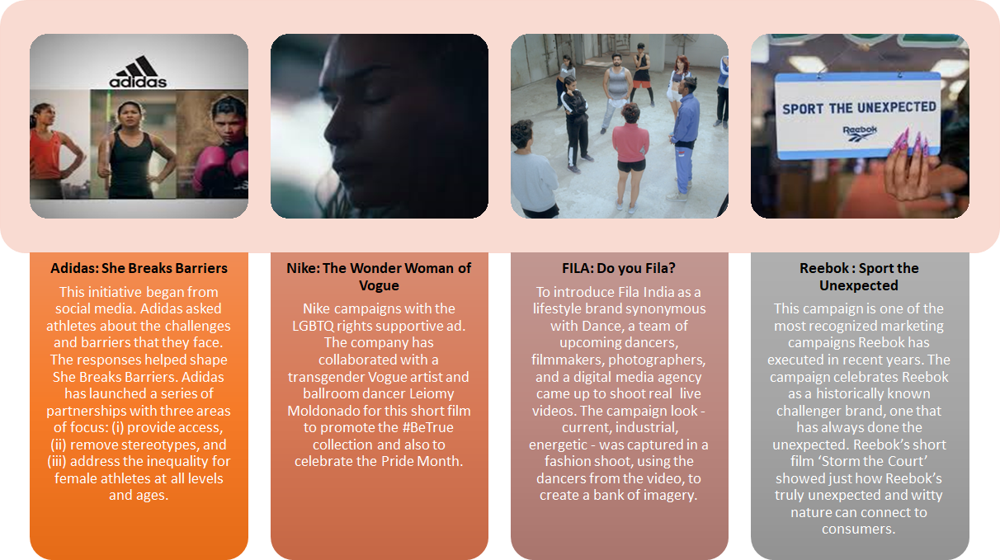 adidas
SPORT THE UNEXPECTED
Reebok
Adidas: She Breaks Barriers
This initiative began from
social media. Adidas asked
athletes about the challenges
and barriers that they face.
The responses helped shape
She Breaks Barriers. Adidas
has launched a series of
partnerships with three areas
of focus: (i) provide access,
(ii) remove stereotypes, and
(iii) address the inequality for
female athletes at all levels
and ages.
Nike: The Wonder Woman of
Vogue
Nike campaigns with the
LGBTQ rights supportive ad.
The company has
collaborated with a
transgender Vogue artist and
ballroom dancer Leiomy
Moldonado for this short film
to promote the #BeTrue
collection and also to
celebrate the Pride Month.
FILA: Do you Fila?
To introduce Fila India as a
lifestyle brand synonymous
with Dance, a team of
upcoming dancers,
filmmakers, photographers,
and a digital media agency
came up to shoot real  live
videos. The campaign look -
current, industrial,
energetic - was captured in a
fashion shoot, using the
dancers from the video, to
create a bank of imagery.
Reebok : Sport the
Unexpected
This campaign is one of the
most recognized marketing
campaigns Reebok has
executed in recent years. The
campaign celebrates Reebok
as a historically known
challenger brand, one that
has always done the
unexpected. Reebok’s short
film ‘Storm the Court’
showed just how Reebok’s
truly unexpected and witty
nature can connect to
consumers.